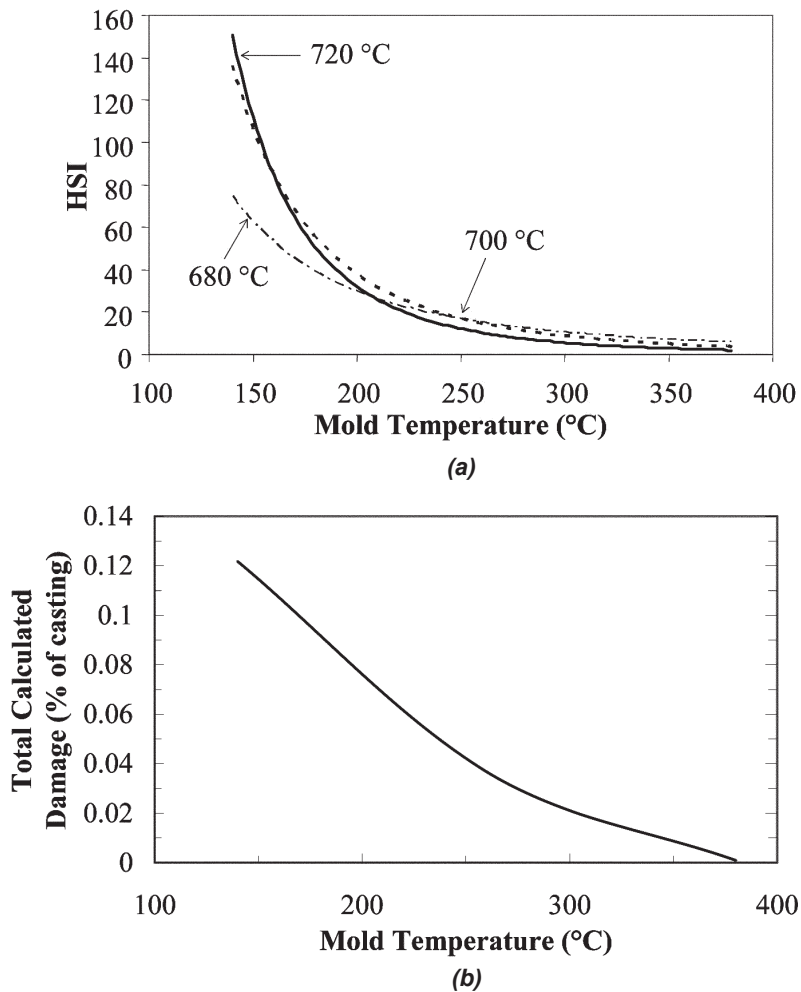 160
140
120
100
80
60
40
20
0
HSI
720 °C
700 °C
680 °C
100 150 200 250 300 350 400
Mold Temperature (°C)
(a)
0.14
0.12
0.1
0.08
0.06
0.04
0.02
0
Total Calculated
Damage (% of casting)
100 200 300 400
Mold Temperature (°C)
(b)